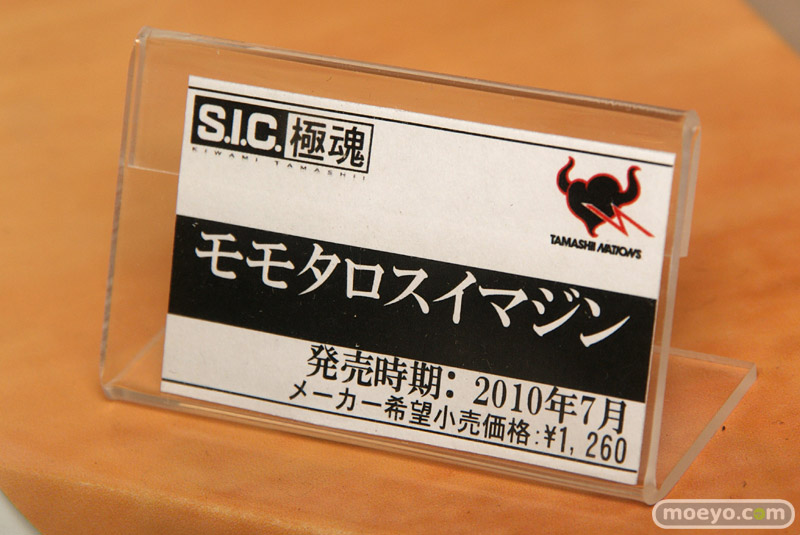 S.I.C. 極魂
KIWAMI TAMASHII
TAMASHII NATIONS
モモタロスイマジン
発売時期：2010年7月
メーカー希望小売価格:¥1,260
moeyo.com